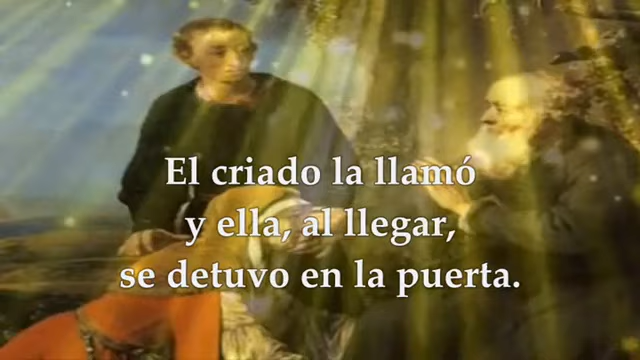 El criado la llamó
y ella, al llegar,
se detuvo en la puerta.